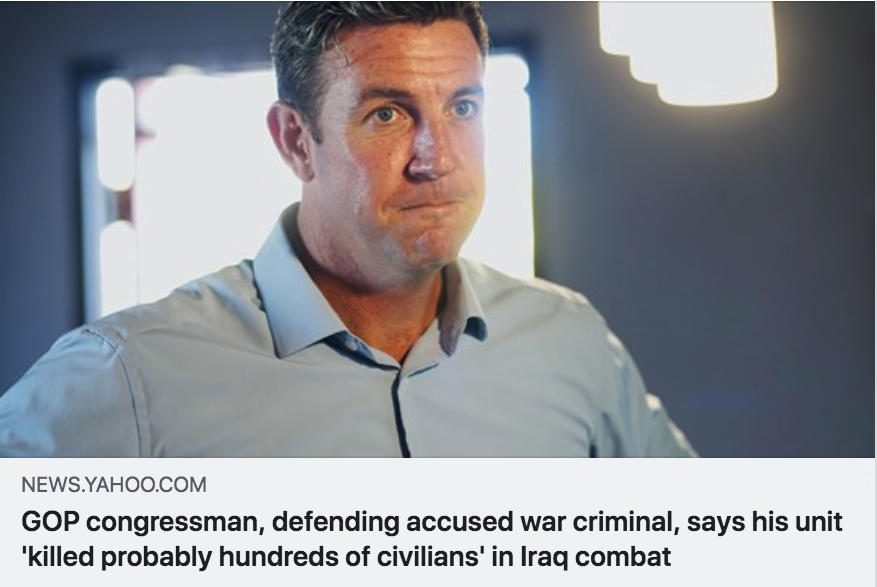 NEWS.YAHOO.COM
GOP congressman, defending accused war criminal, says his unit
'killed probably hundreds of civilians' in Iraq combat